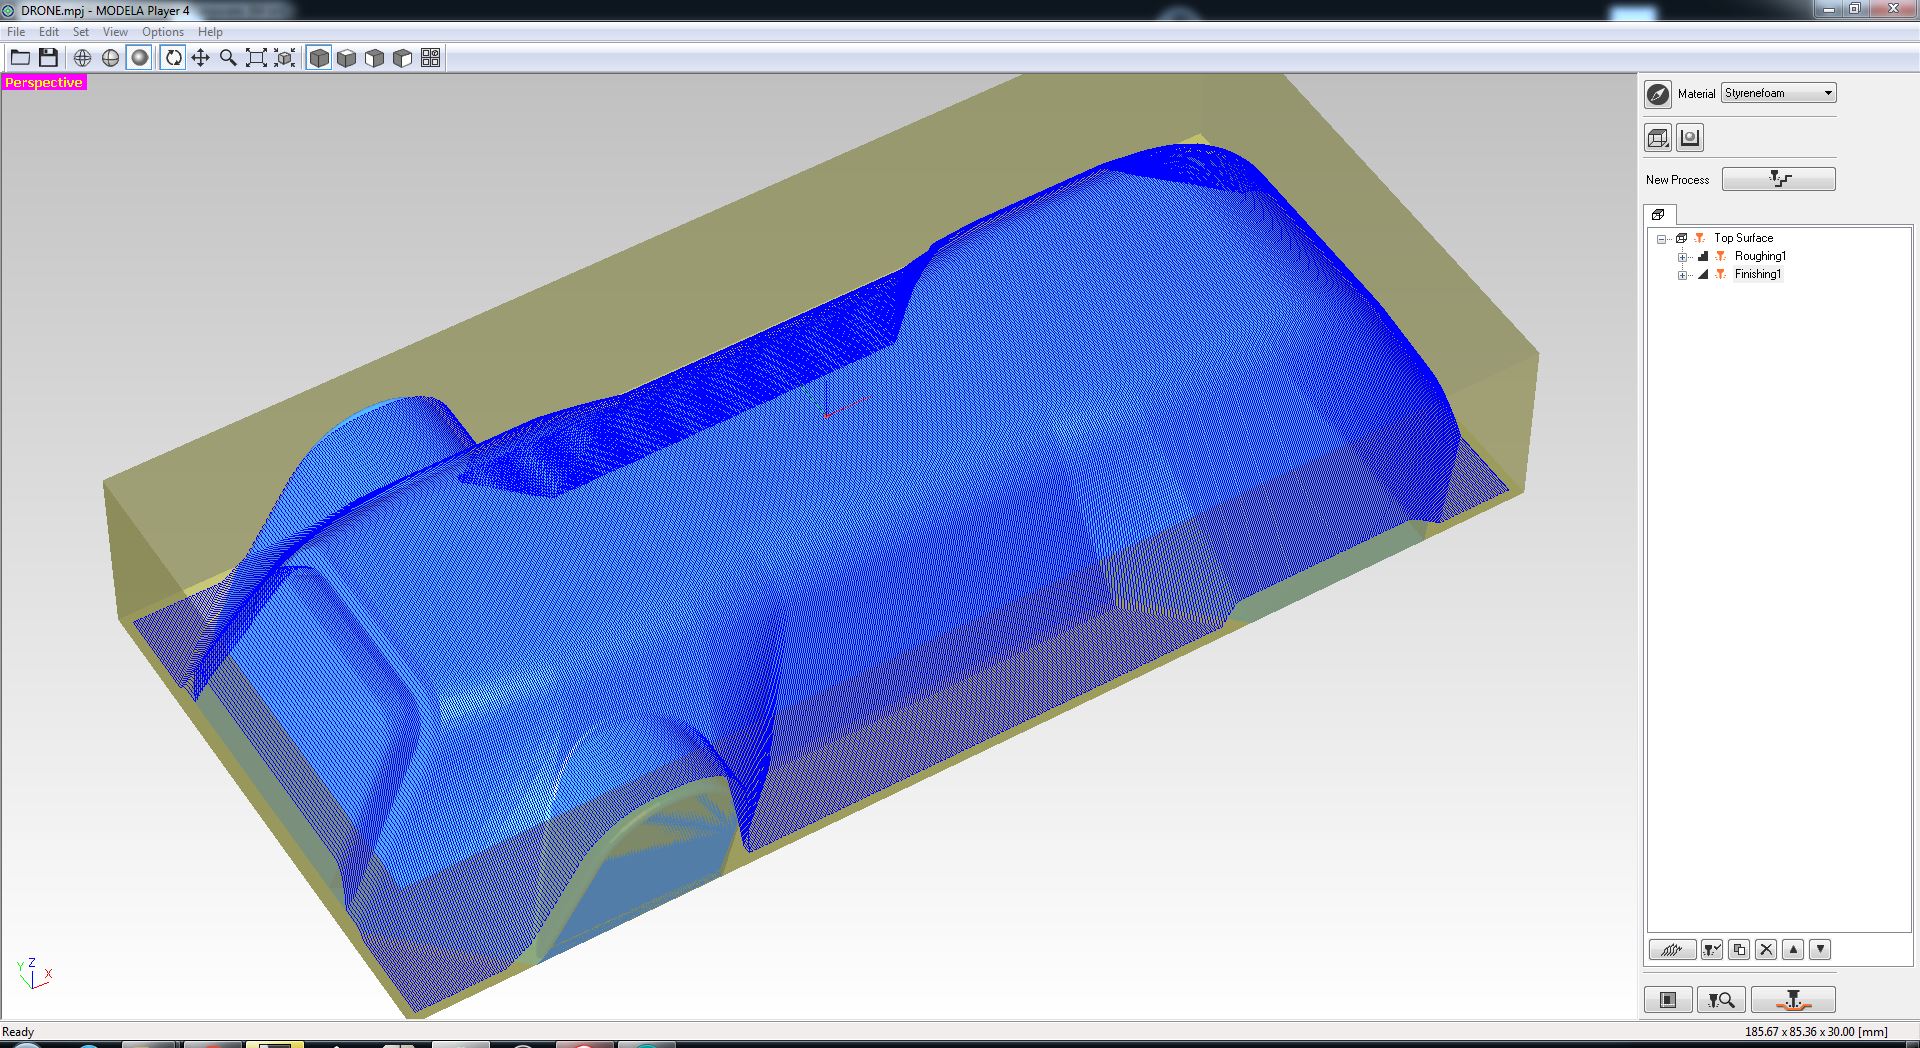 DRONE.mpj - MODELA Player 4
File Edit Set View Options Help
Perspective
Material Styrenefoam
New Process
Top Surface
Roughing1
Finishing1
Y Z X
Ready 185.67 x 85.36 x 30.00 [mm]